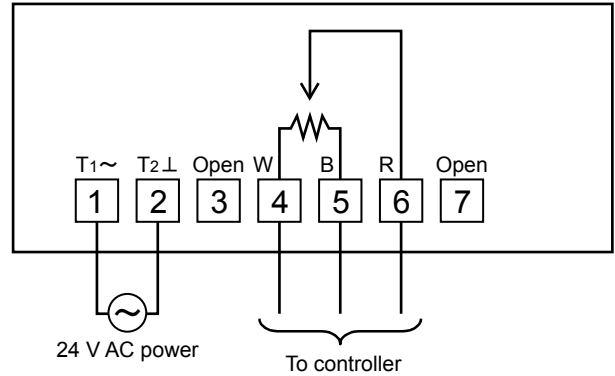 T1~ T2⊥ Open W B R Open
1 2 3 4 5 6 7
24 V AC power
To controller